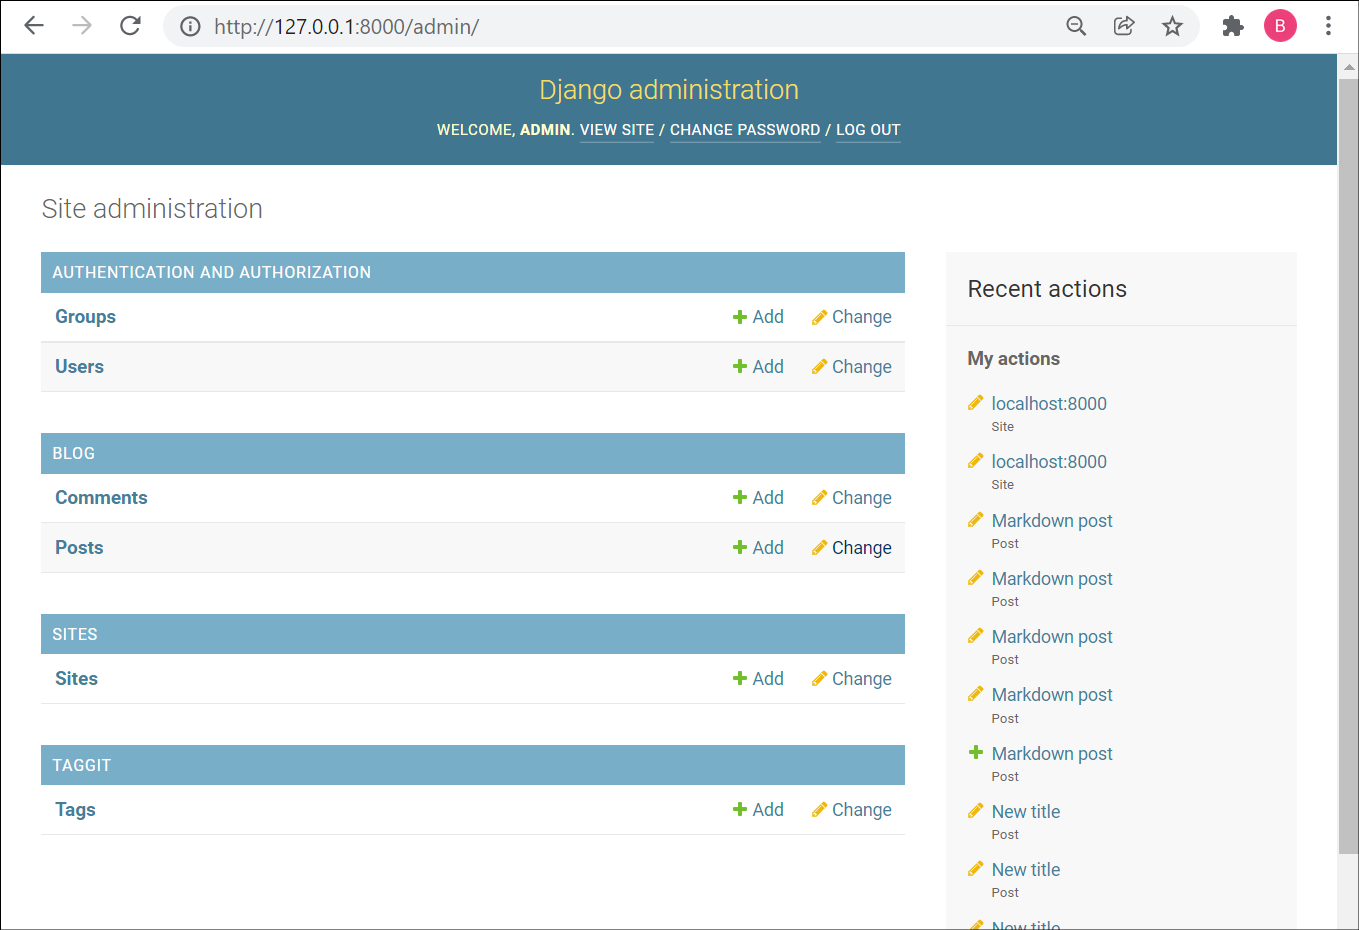 http://127.0.0.1:8000/admin/
B
Django administration
WELCOME, ADMIN. VIEW SITE / CHANGE PASSWORD / LOG OUT
Site administration
AUTHENTICATION AND AUTHORIZATION
Groups Add Change
Users Add Change
BLOG
Comments Add Change
Posts Add Change
SITES
Sites Add Change
TAGGIT
Tags Add Change
Recent actions
My actions
localhost:8000
Site
localhost:8000
Site
Markdown post
Post
Markdown post
Post
Markdown post
Post
Markdown post
Post
Markdown post
Post
New title
Post
New title
Post
New title